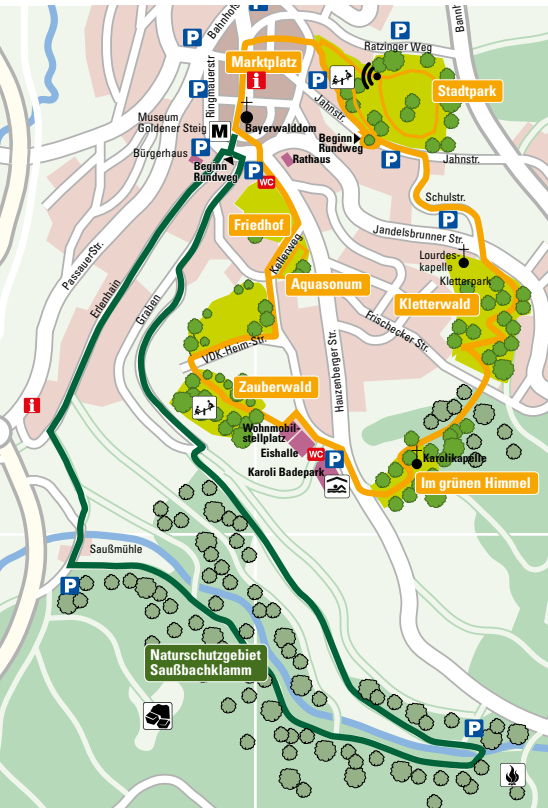 Bahnhofs
P
P
Ratzinger Weg
P
Bann
Marktplatz
i
P
Stadtpark
P
Ringmauerstr
Jahnstr.
Museum
Goldener Steig
M
Bayerwalddom
Beginn
Rundweg
P
Bürgerhaus
P
Beginn
Rundweg
Rathaus
P
WC
Jahnstr.
Schulstr.
P
Friedhof
Jandelsbrunner Str.
Passauer Str.
Kellerweg
Lourdes-
kapelle
Kletterpark
Erlenhain
Graben
Aquasonum
Kletterwald
Frischecker Str.
VDK-Heim-Str.
Hauzenberger Str.
Zauberwald
i
Wohnmobil-
stellplatz
Eishalle
WC
P
Karoli Badepark
Karolikapelle
Im grünen Himmel
Saußmühle
P
Naturschutzgebiet
Saußbachklamm
P